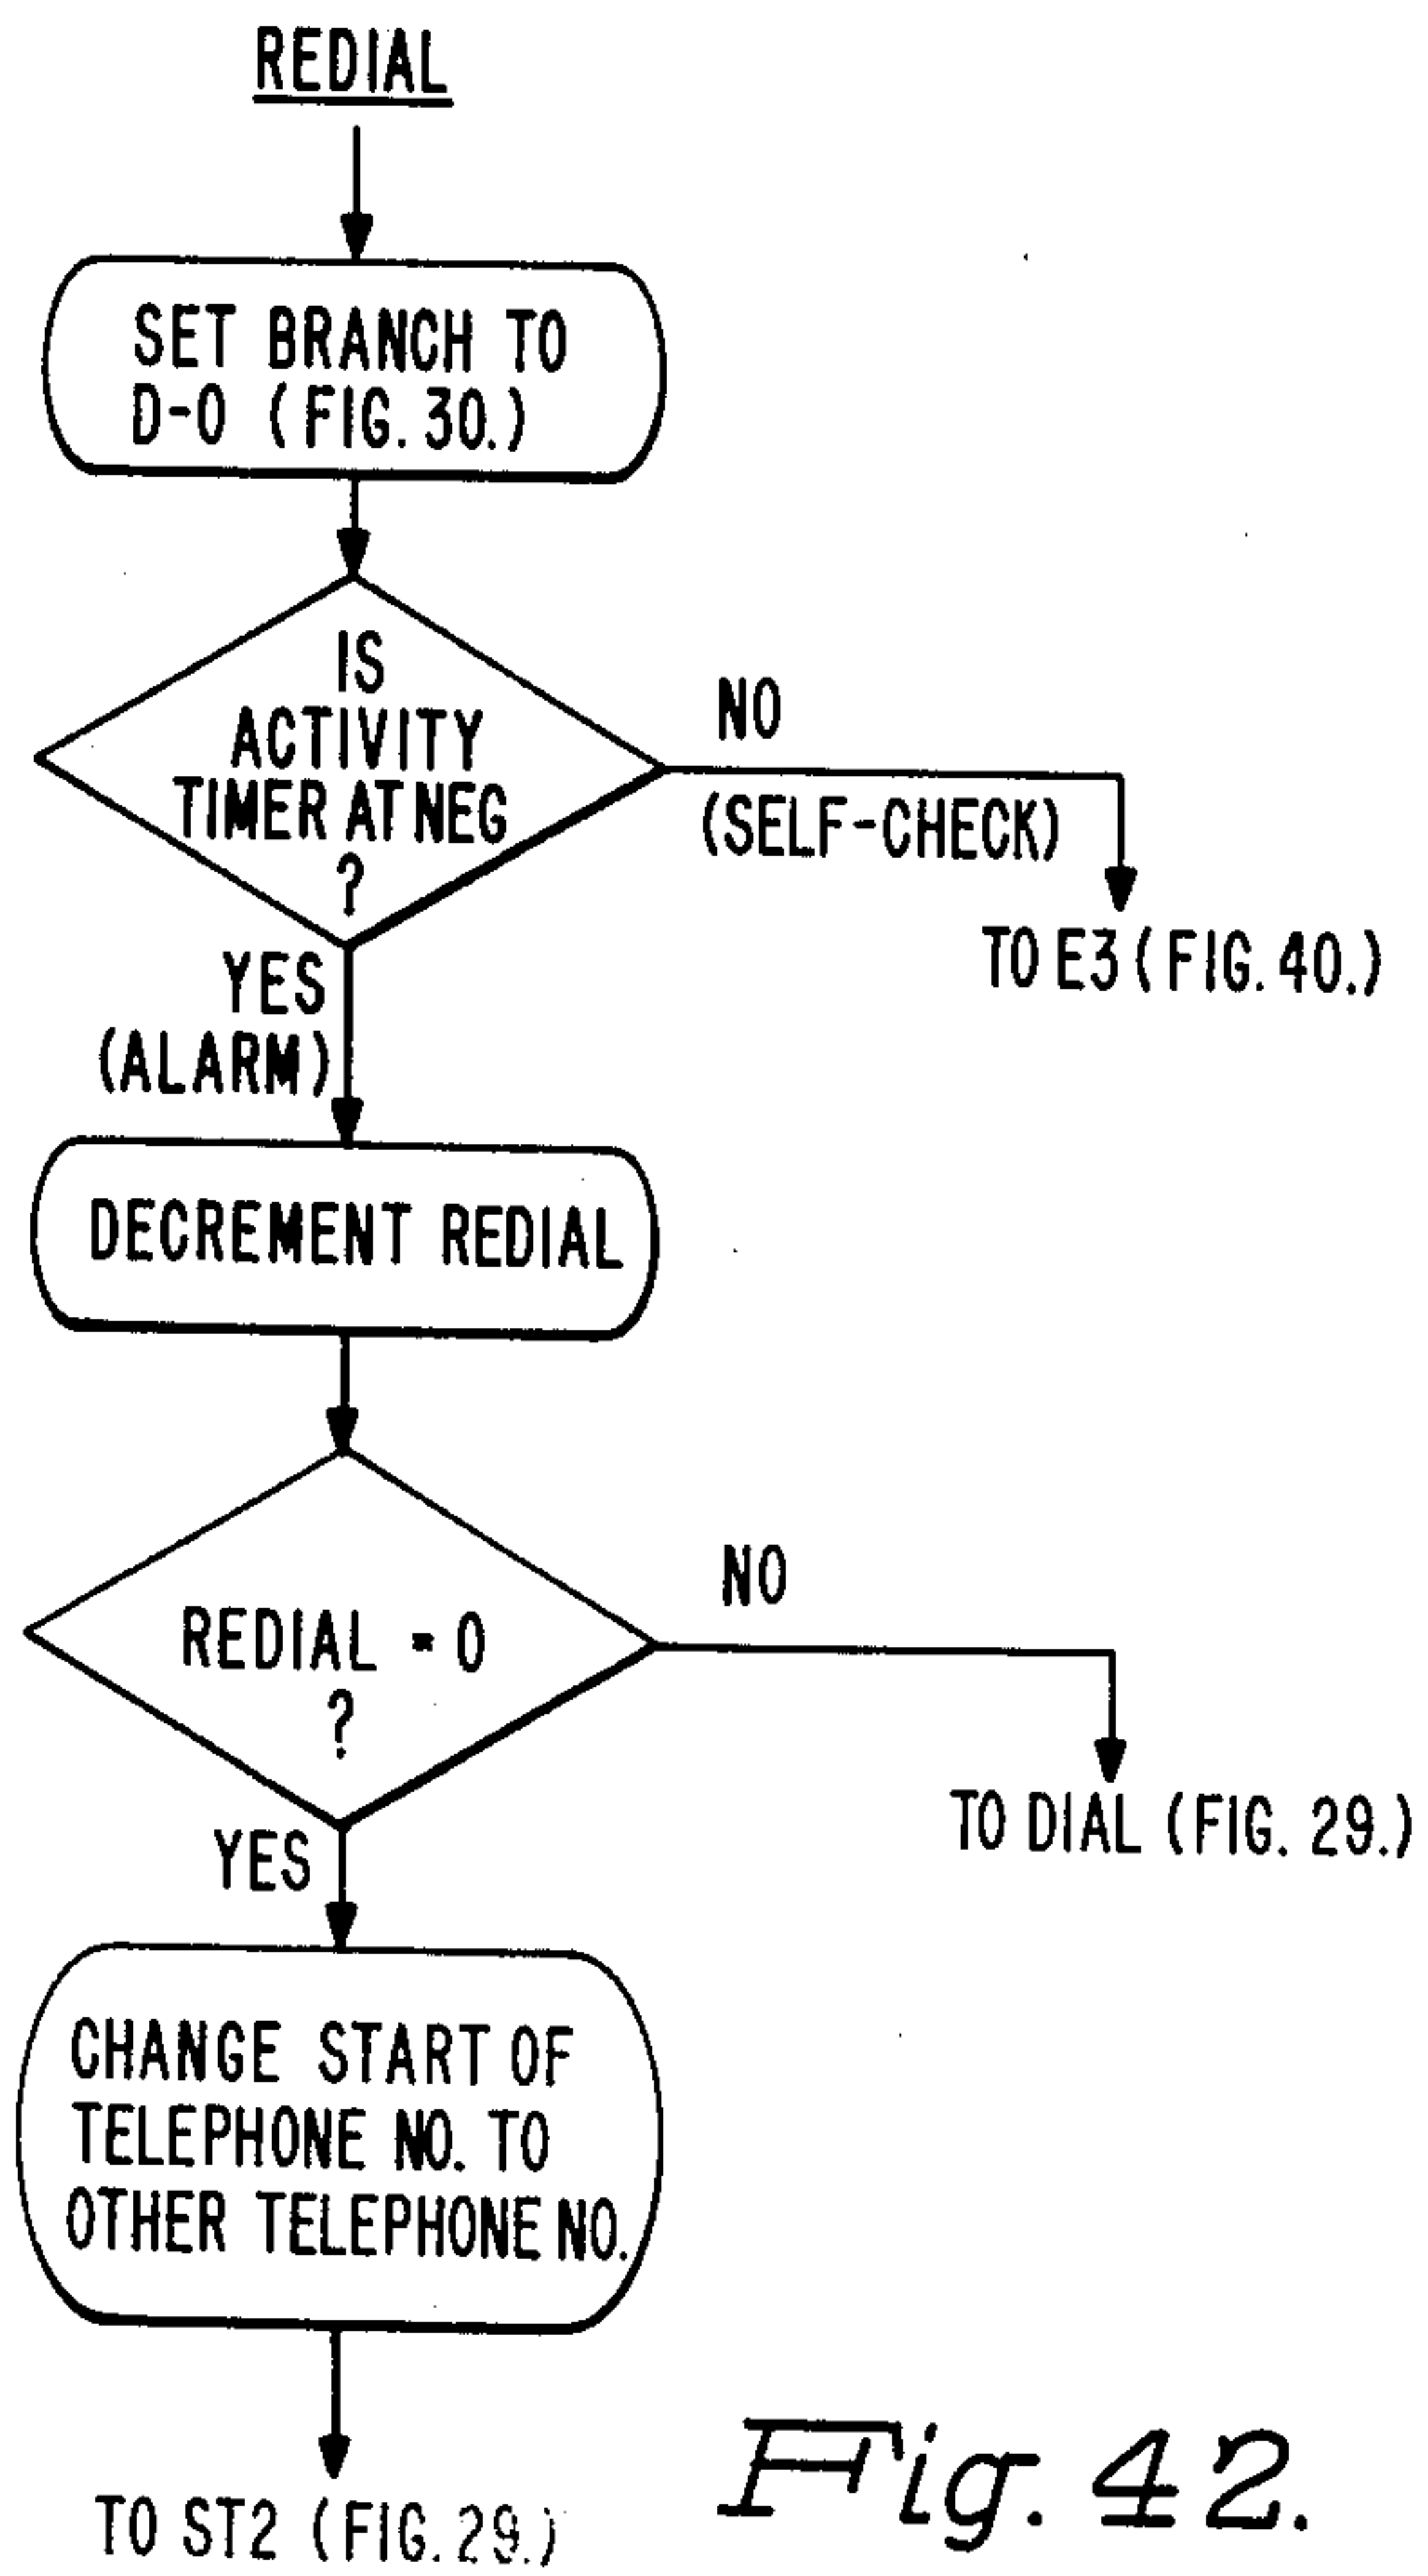 REDIAL
SET BRANCH TO
D-0 (FIG. 30.)
IS
ACTIVITY
TIMER AT NEG
?
NO
(SELF-CHECK)
TO E3 (FIG. 40.)
YES
(ALARM)
DECREMENT REDIAL
REDIAL = 0
?
NO
TO DIAL (FIG. 29.)
YES
CHANGE START OF
TELEPHONE NO. TO
OTHER TELEPHONE NO.
TO ST2 (FIG. 29.)
Fig. 42.